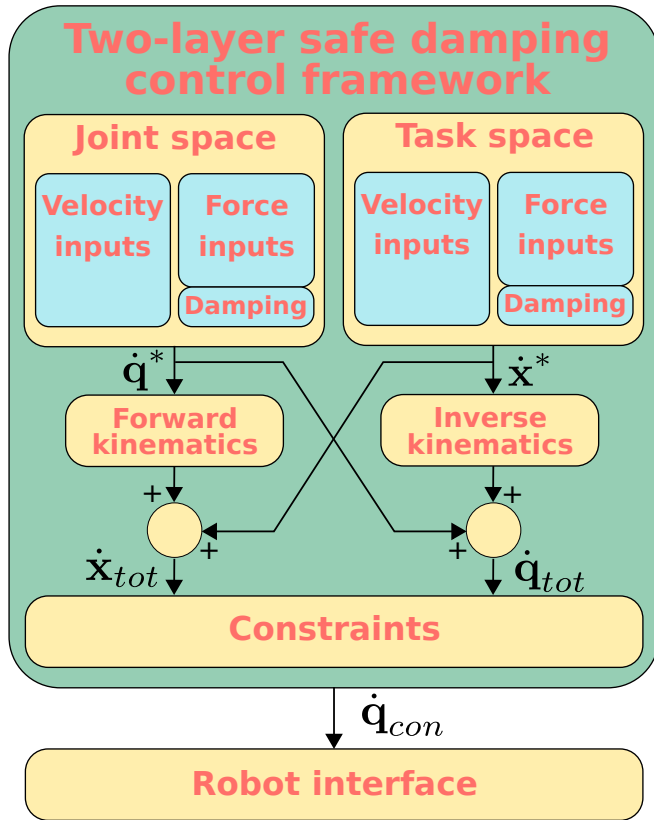 Two-layer safe damping
control framework
Joint space
Task space
Velocity
inputs
Force
inputs
Damping
Velocity
inputs
Force
inputs
Damping
q̇*
ẋ*
Forward
kinematics
Inverse
kinematics
+
+
+
+
ẋ_tot
q̇_tot
Constraints
q̇_con
Robot interface